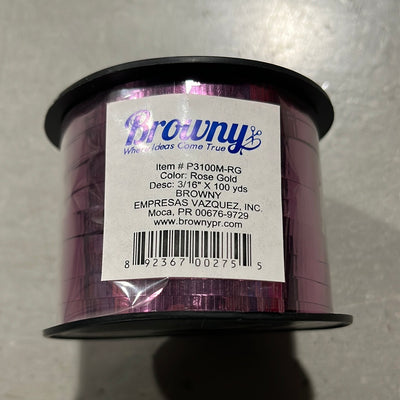 Browny
Where Ideas Come True
Item # P3100M-RG
Color: Rose Gold
Desc: 3/16" X 100 yds
BROWNY
EMPRESAS VAZQUEZ, INC.
Moca, PR 00676-9729
www.brownypr.com
8 92367 00275 5